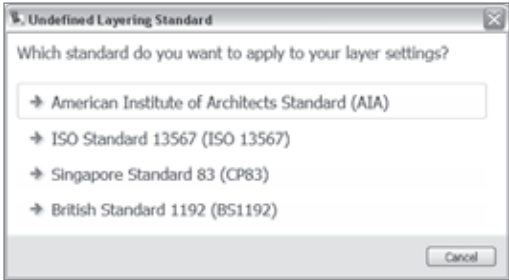 Undefined Layering Standard
Which standard do you want to apply to your layer settings?
American Institute of Architects Standard (AIA)
ISO Standard 13567 (ISO 13567)
Singapore Standard 83 (CP83)
British Standard 1192 (BS1192)
Cancel